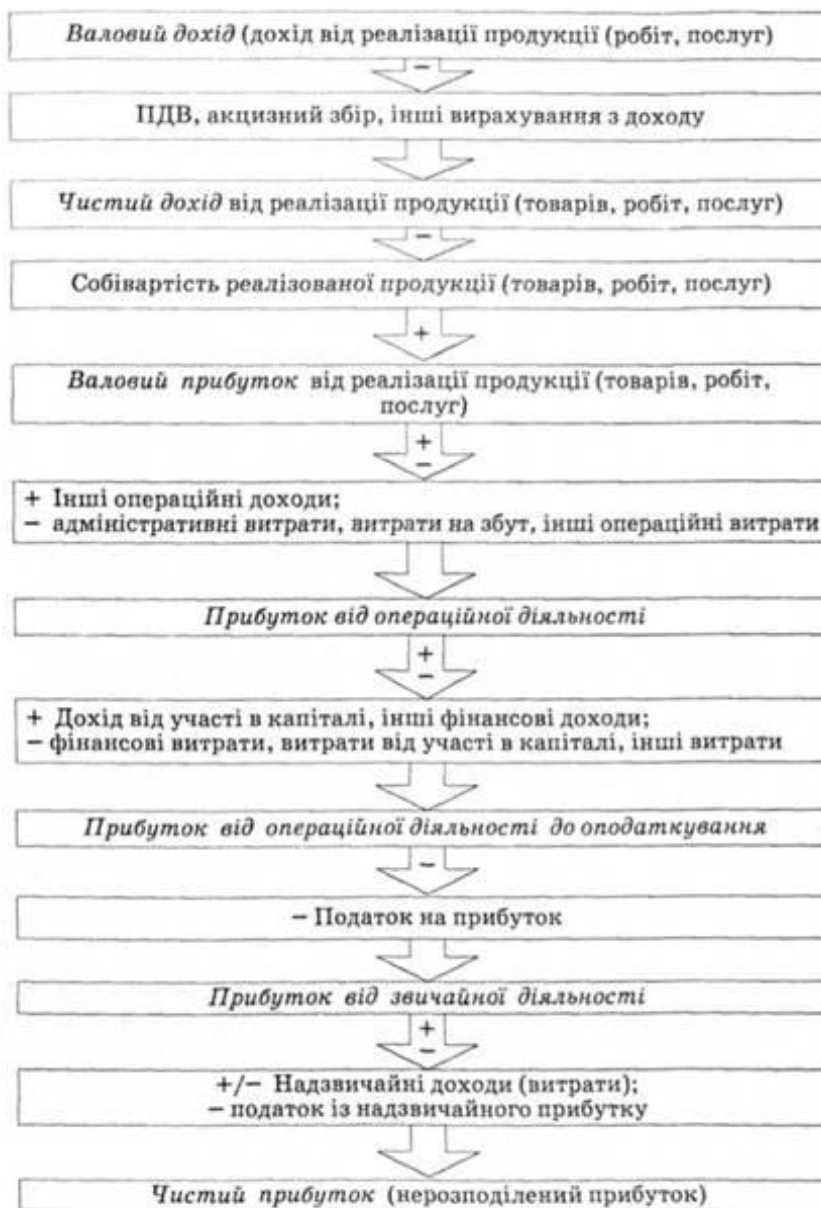 Валовий дохід (дохід від реалізації продукції (робіт, послуг)
−
ПДВ, акцизний збір, інші вирахування з доходу
Чистий дохід від реалізації продукції (товарів, робіт, послуг)
−
Собівартість реалізованої продукції (товарів, робіт, послуг)
+
Валовий прибуток від реалізації продукції (товарів, робіт,
послуг)
+
−
+ Інші операційні доходи;
− адміністративні витрати, витрати на збут, інші операційні витрати
Прибуток від операційної діяльності
+
−
+ Дохід від участі в капіталі, інші фінансові доходи;
− фінансові витрати, витрати від участі в капіталі, інші витрати
Прибуток від операційної діяльності до оподаткування
−
− Податок на прибуток
Прибуток від звичайної діяльності
+
−
+/− Надзвичайні доходи (витрати);
− податок із надзвичайного прибутку
Чистий прибуток (нерозподілений прибуток)